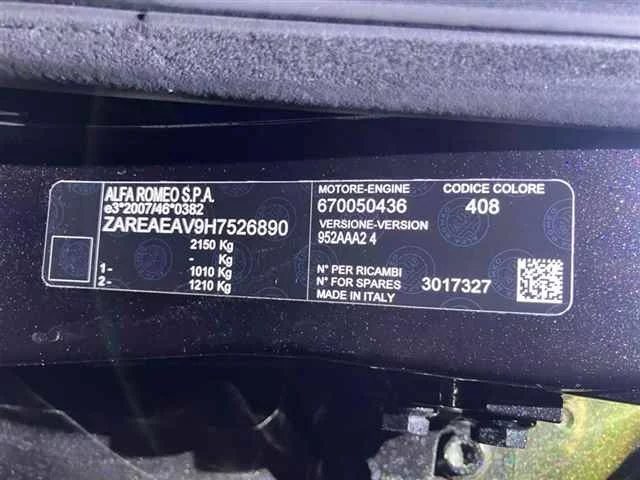 ALFA ROMEO S.P.A.
e3*2007/46*0382
ZAREAEAV9H7526890
2150 Kg
- Kg
1- 1010 Kg
2- 1210 Kg
MOTORE-ENGINE
670050436
VERSIONE-VERSION
952AAA2 4
N° PER RICAMBI
N° FOR SPARES
MADE IN ITALY
3017327
CODICE COLORE
408